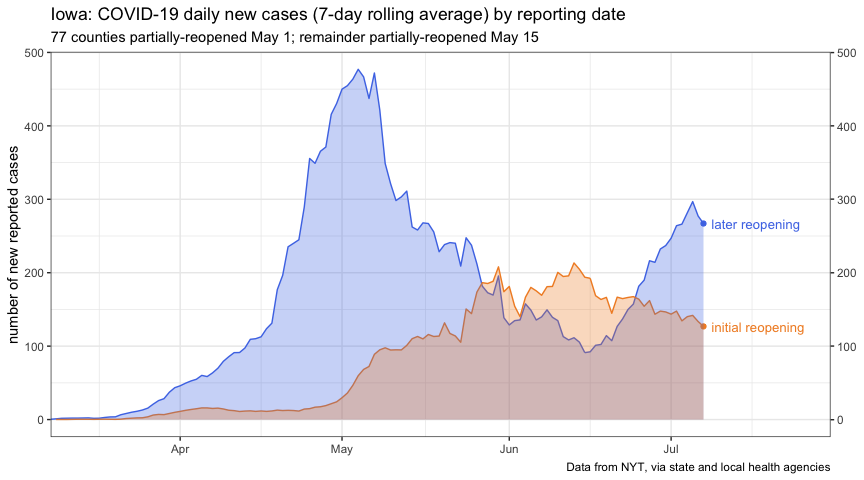 Iowa: COVID-19 daily new cases (7-day rolling average) by reporting date
77 counties partially-reopened May 1; remainder partially-reopened May 15
number of new reported cases
500
400
300
200
100
0
500
400
300
200
100
0
later reopening
initial reopening
Apr
May
Jun
Jul
Data from NYT, via state and local health agencies